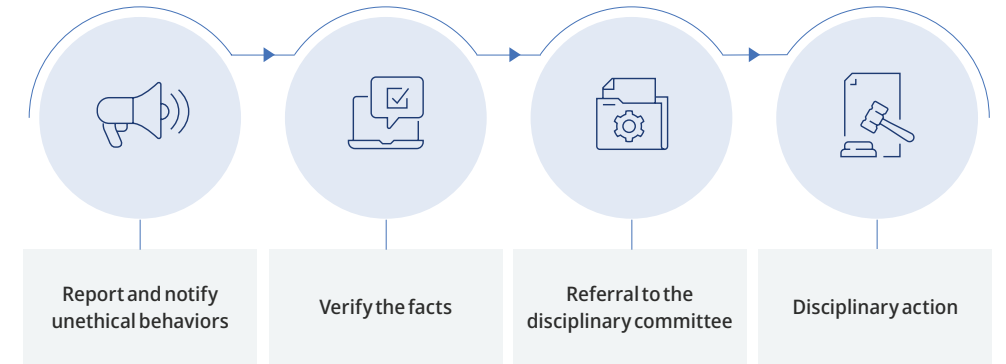 Report and notify
unethical behaviors
Verify the facts
Referral to the
disciplinary committee
Disciplinary action